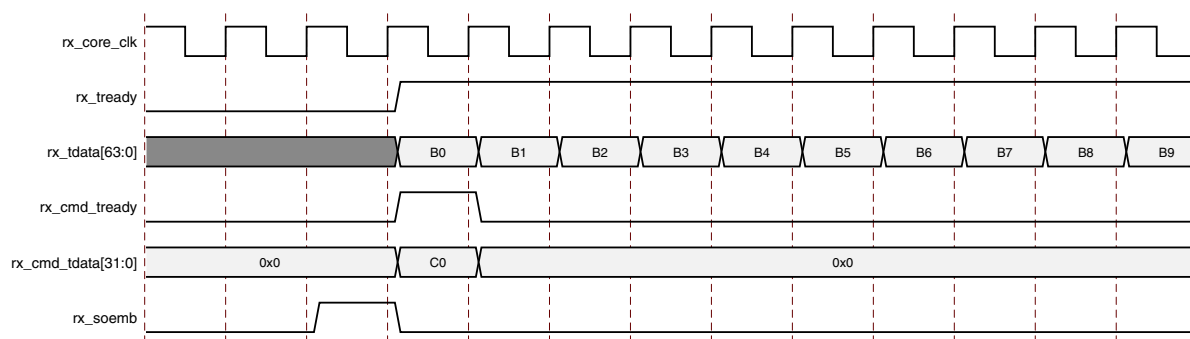 rx_core_clk
rx_tready
rx_tdata[63:0] B0 B1 B2 B3 B4 B5 B6 B7 B8 B9
rx_cmd_tready
rx_cmd_tdata[31:0] 0x0 C0 0x0
rx_soemb